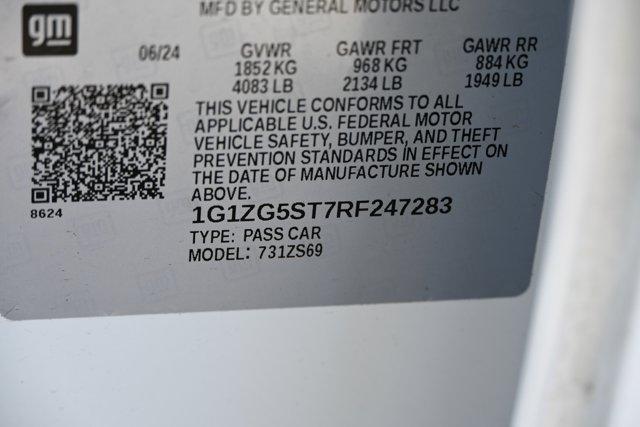 MFD BY GENERAL MOTORS LLC
gm
06/24 GVWR GAWR FRT GAWR RR
1852 KG 968 KG 884 KG
4083 LB 2134 LB 1949 LB
THIS VEHICLE CONFORMS TO ALL
APPLICABLE U.S. FEDERAL MOTOR
VEHICLE SAFETY, BUMPER, AND THEFT
PREVENTION STANDARDS IN EFFECT ON
THE DATE OF MANUFACTURE SHOWN
ABOVE.
8624
1G1ZG5ST7RF247283
TYPE: PASS CAR
MODEL: 731ZS69